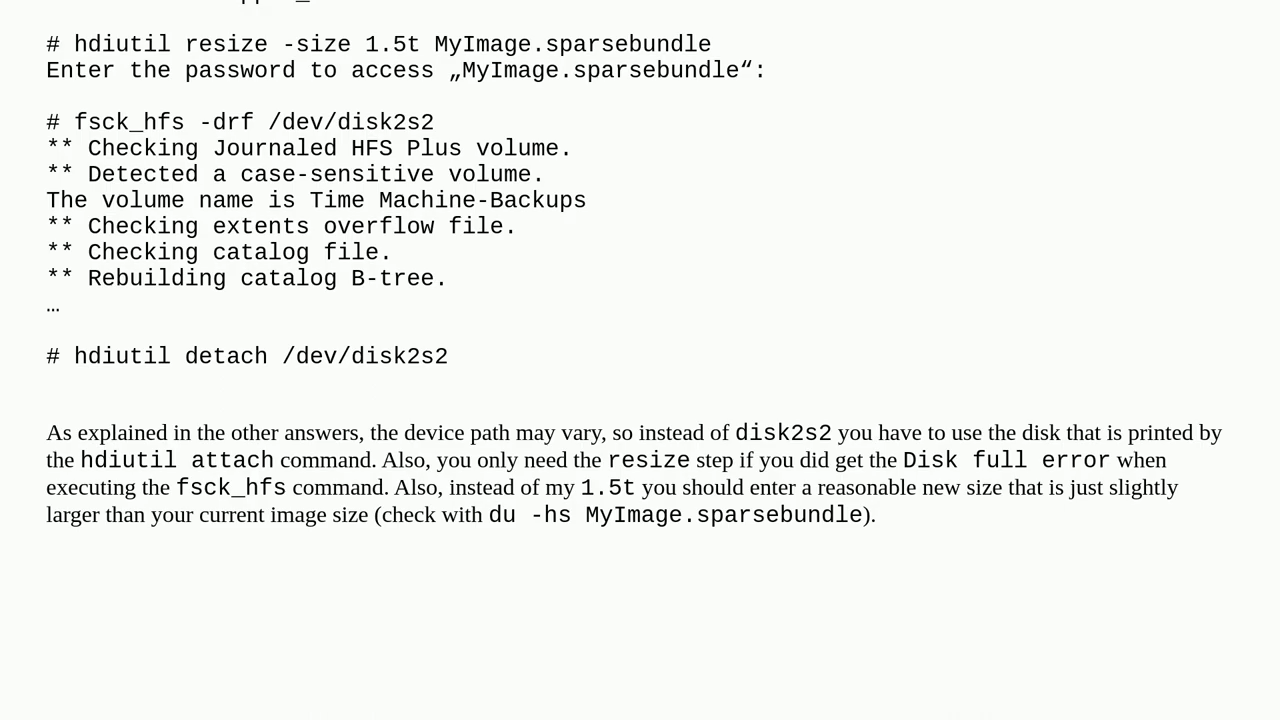 # hdiutil resize -size 1.5t MyImage.sparsebundle
Enter the password to access „MyImage.sparsebundle“:
# fsck_hfs -drf /dev/disk2s2
** Checking Journaled HFS Plus volume.
** Detected a case-sensitive volume.
The volume name is Time Machine-Backups
** Checking extents overflow file.
** Checking catalog file.
** Rebuilding catalog B-tree.
…
# hdiutil detach /dev/disk2s2
As explained in the other answers, the device path may vary, so instead of disk2s2 you have to use the disk that is printed by
the hdiutil attach command. Also, you only need the resize step if you did get the Disk full error when
executing the fsck_hfs command. Also, instead of my 1.5t you should enter a reasonable new size that is just slightly
larger than your current image size (check with du -hs MyImage.sparsebundle).